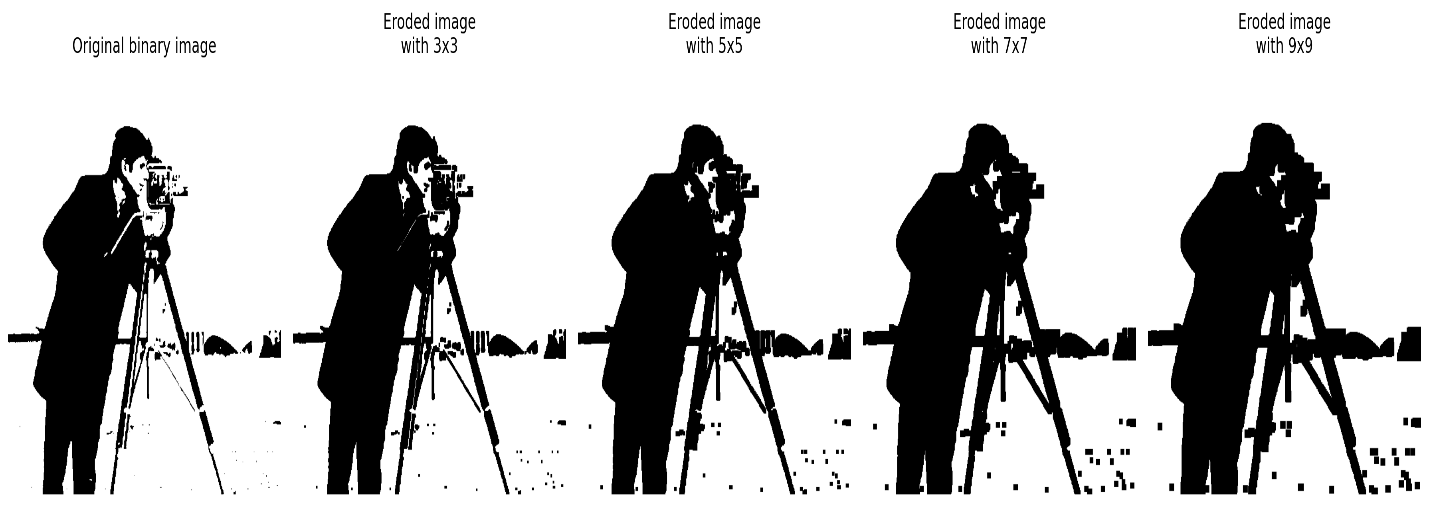 Original binary image
Eroded image
with 3x3
Eroded image
with 5x5
Eroded image
with 7x7
Eroded image
with 9x9